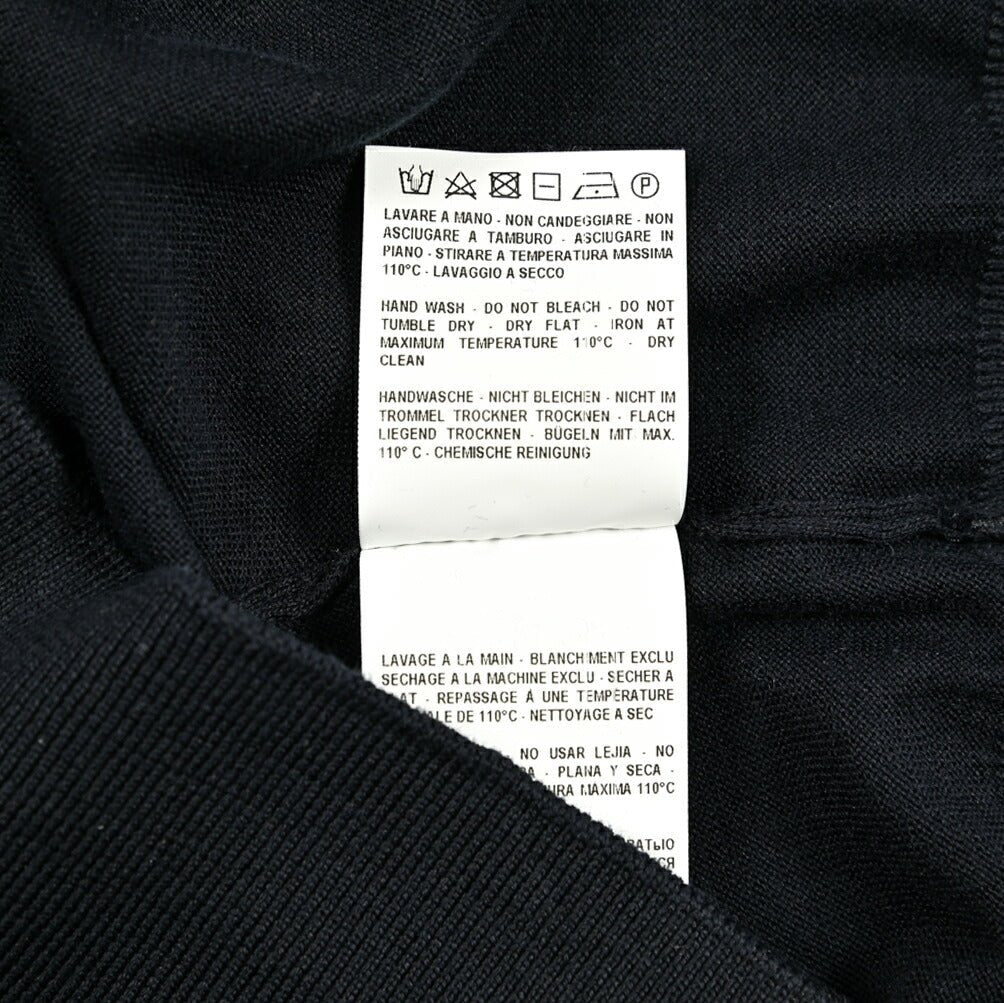 P
LAVARE A MANO - NON CANDEGGIARE - NON
ASCIUGARE A TAMBURO - ASCIUGARE IN
PIANO - STIRARE A TEMPERATURA MASSIMA
110°C - LAVAGGIO A SECCO
HAND WASH - DO NOT BLEACH - DO NOT
TUMBLE DRY - DRY FLAT - IRON AT
MAXIMUM TEMPERATURE 110°C - DRY
CLEAN
HANDWASCHE - NICHT BLEICHEN - NICHT IM
TROMMEL TROCKNER TROCKNEN - FLACH
LIEGEND TROCKNEN - BÜGELN MIT MAX.
110° C - CHEMISCHE REINIGUNG
LAVAGE A LA MAIN - BLANCHIMENT EXCLU
SECHAGE A LA MACHINE EXCLU - SECHER A
- REPASSAGE À UNE TEMPÉRATURE
DE 110°C - NETTOYAGE A SEC
NO USAR LEJIA - NO
- PLANA Y SECA -
MAXIMA 110°C